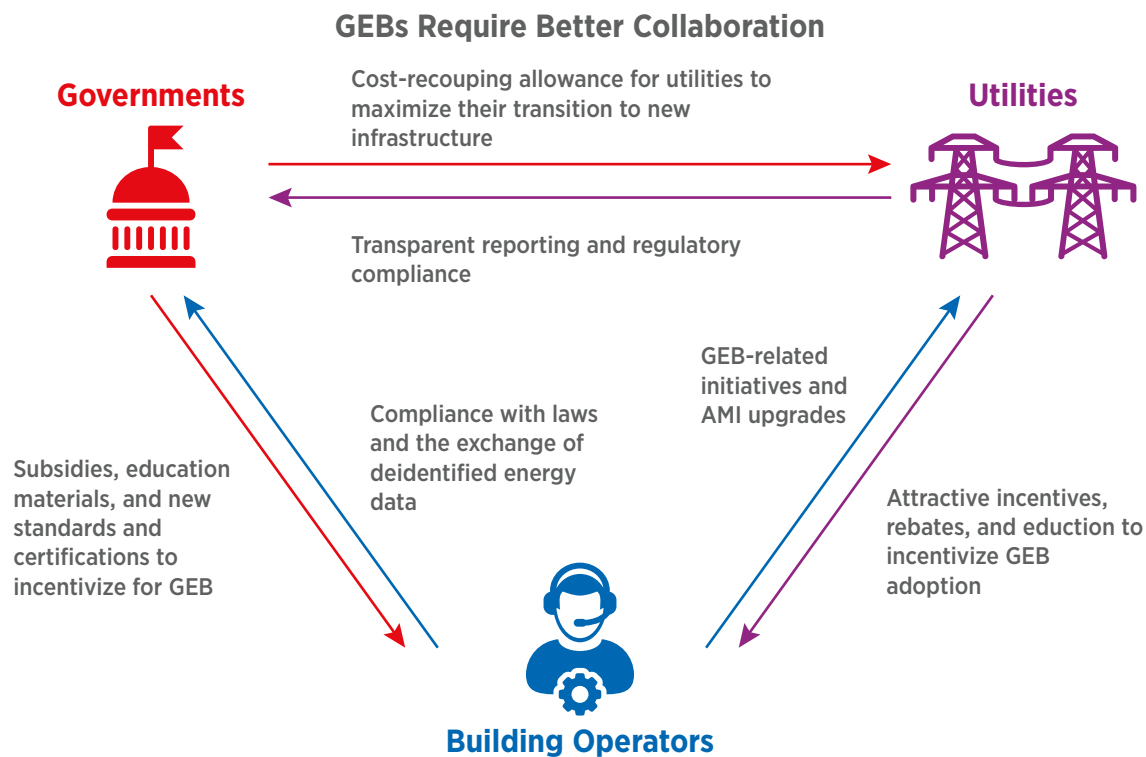 GEBs Require Better Collaboration
Governments
Cost-recouping allowance for utilities to
maximize their transition to new
infrastructure
Utilities
Transparent reporting and regulatory
compliance
GEB-related
initiatives and
AMI upgrades
Compliance with laws
and the exchange of
deidentified energy
data
Subsidies, education
materials, and new
standards and
certifications to
incentivize for GEB
Attractive incentives,
rebates, and eduction to
incentivize GEB
adoption
Building Operators